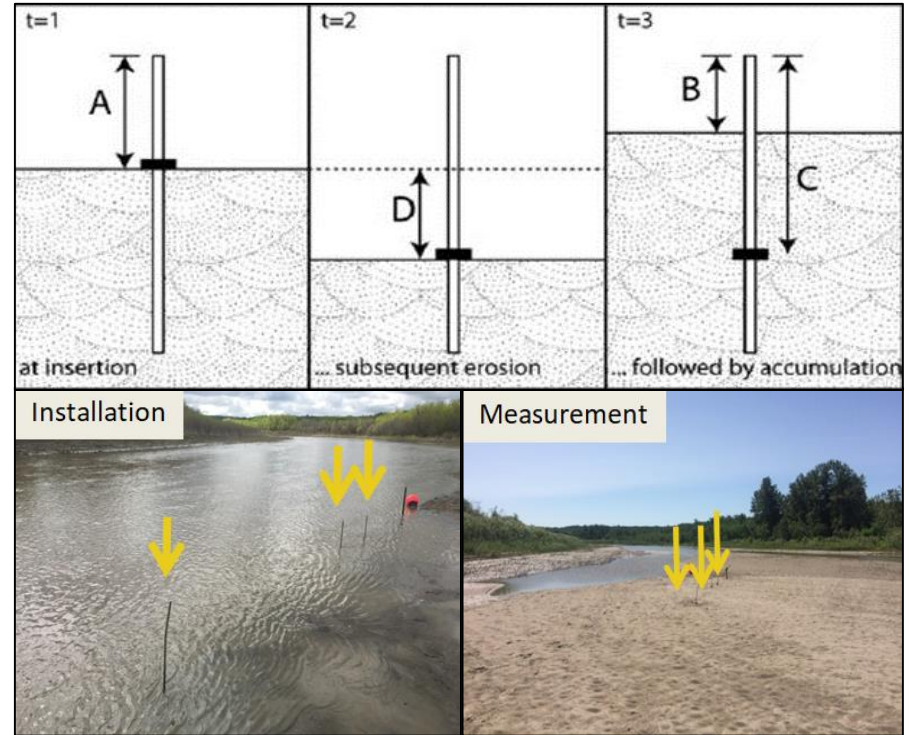 t=1
t=2
t=3
A
D
B
C
at insertion
... subsequent erosion
... followed by accumulation
Installation
Measurement